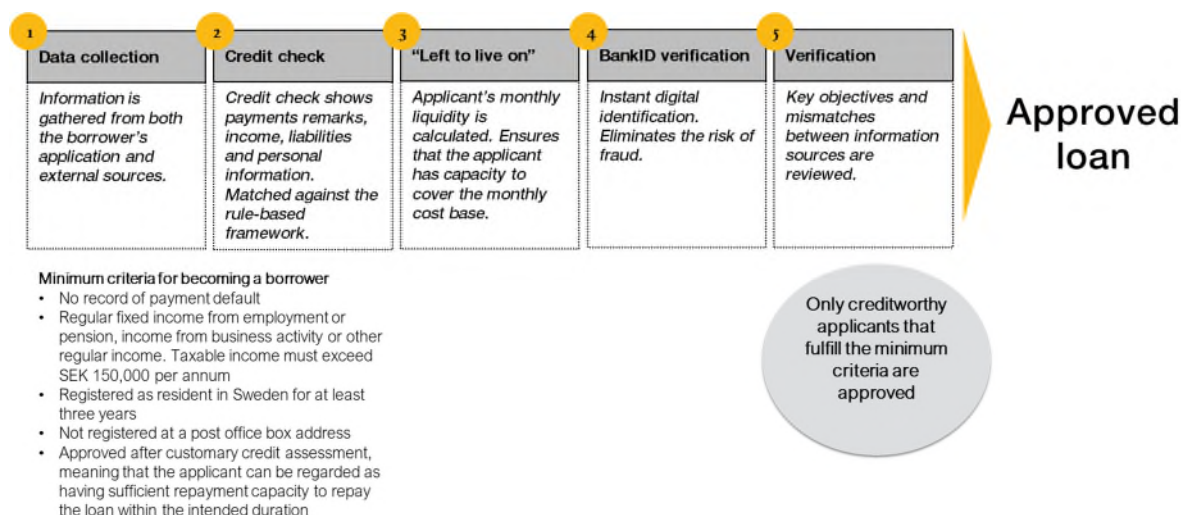 1
Data collection
Information is
gathered from both
the borrower's
application and
external sources.
2
Credit check
Credit check shows
payments remarks,
income, liabilities
and personal
information.
Matched against the
rule-based
framework.
3
"Left to live on"
Applicant's monthly
liquidity is
calculated. Ensures
that the applicant
has capacity to
cover the monthly
cost base.
4
BankID verification
Instant digital
identification.
Eliminates the risk of
fraud.
5
Verification
Key objectives and
mismatches
between information
sources are
reviewed.
Approved
loan
Minimum criteria for becoming a borrower
• No record of payment default
• Regular fixed income from employment or
pension, income from business activity or other
regular income. Taxable income must exceed
SEK 150,000 per annum
• Registered as resident in Sweden for at least
three years
• Not registered at a post office box address
• Approved after customary credit assessment,
meaning that the applicant can be regarded as
having sufficient repayment capacity to repay
the loan within the intended duration
Only creditworthy
applicants that
fulfill the minimum
criteria are
approved